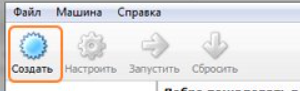 Файл Машина Справка
Создать Настроить Запустить Сбросить